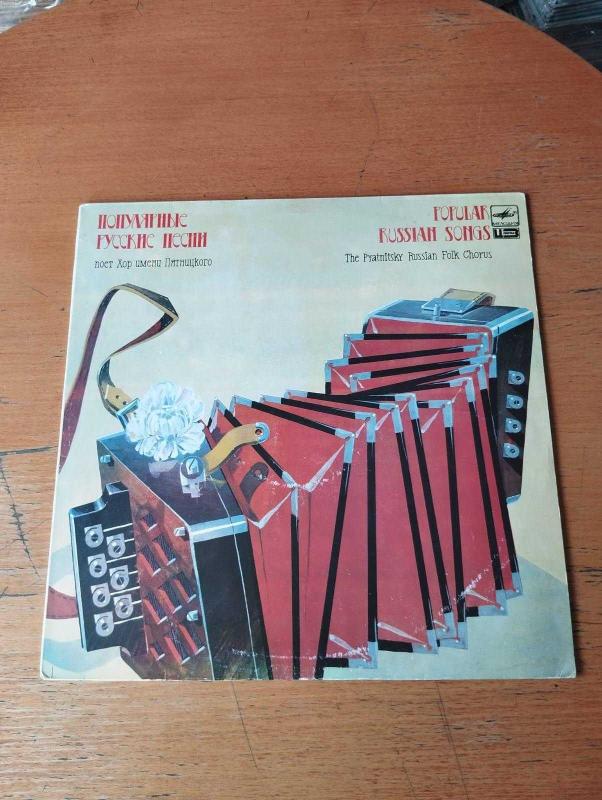 ПОПУЛЯРНЫЕ
РУССКИЕ ПЕСНИ
поет Хор имени Пятницкого
POPULAR
RUSSIAN SONGS
The Pyatnitsky Russian Folk Chorus